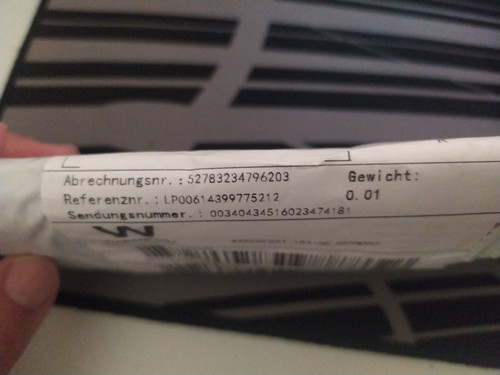 Abrechnungsnr.: 52783234796203
Gewicht:
Referenznr.: LP00614399775212
0.01
Sendungsnummer.: 00340434516023474181